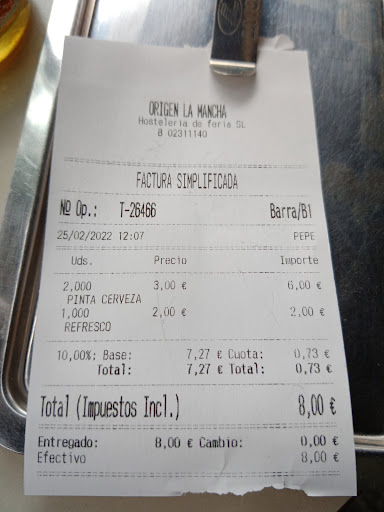 ORIGEN LA MANCHA
Hosteleria de feria SL
B 02311140
FACTURA SIMPLIFICADA
Nº Op.: T-26466 Barra/B1
25/02/2022 12:07 PEPE
Uds. Precio Importe
2,000 3,00 € 6,00 €
PINTA CERVEZA
1,000 2,00 € 2,00 €
REFRESCO
10,00%: Base: 7,27 € Cuota: 0,73 €
Total: 7,27 € Total: 0,73 €
Total (Impuestos Incl.) 8,00 €
Entregado: 8,00 € Cambio: 0,00 €
Efectivo 8,00 €